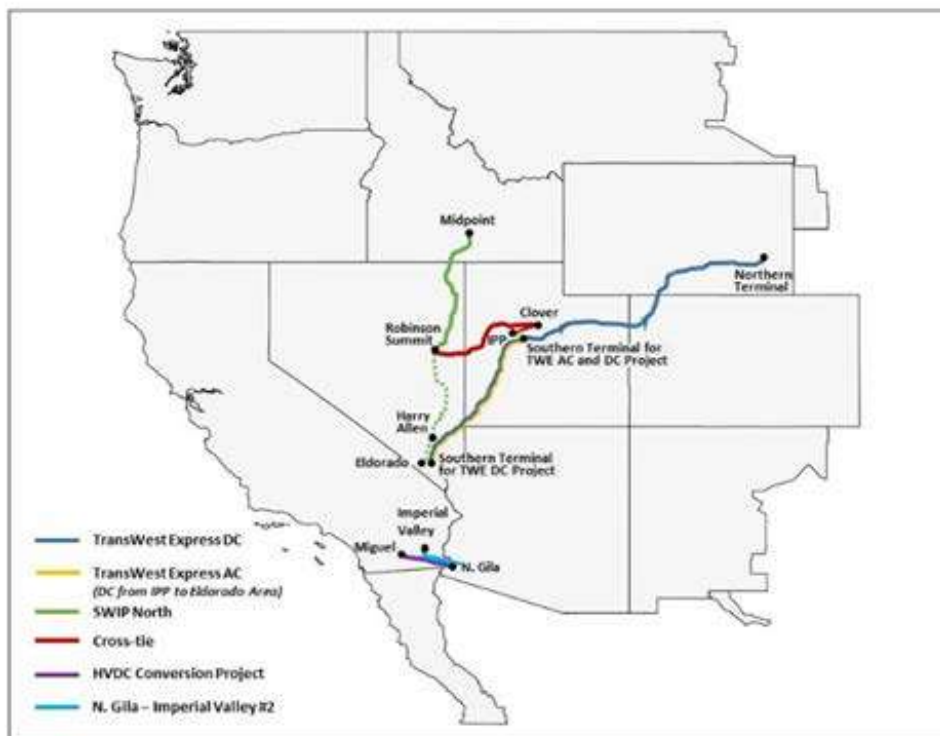 Midpoint
Northern
Terminal
Clover
Robinson
Summit
IPP
Southern Terminal for
TWE AC and DC Project
Harry
Allen
Eldorado
Southern Terminal
for TWE DC Project
Imperial
Valley
Miguel
N. Gila
TransWest Express DC
TransWest Express AC
(DC from IPP to Eldorado Area)
SWIP North
Cross-tie
HVDC Conversion Project
N. Gila – Imperial Valley #2